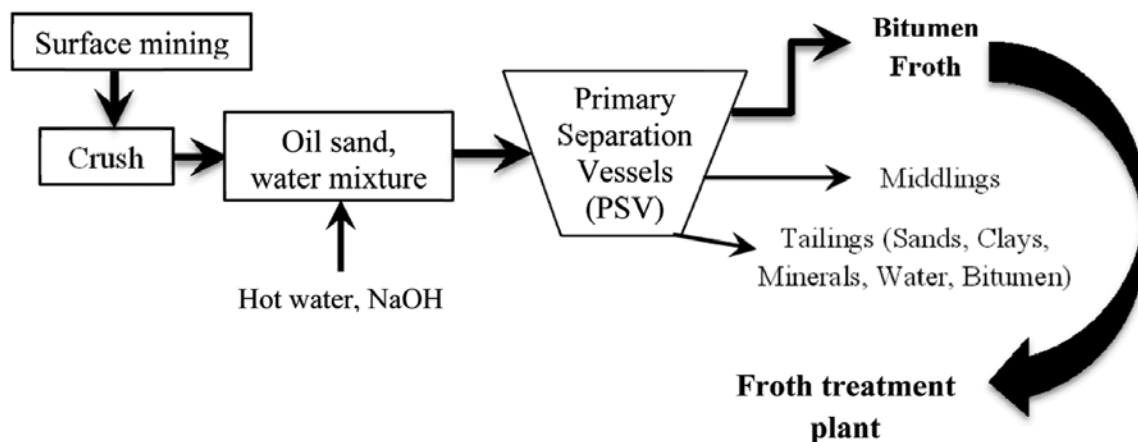 Surface mining
Crush
Oil sand,
water mixture
Hot water, NaOH
Primary
Separation
Vessels
(PSV)
Bitumen
Froth
Middlings
Tailings (Sands, Clays,
Minerals, Water, Bitumen)
Froth treatment
plant